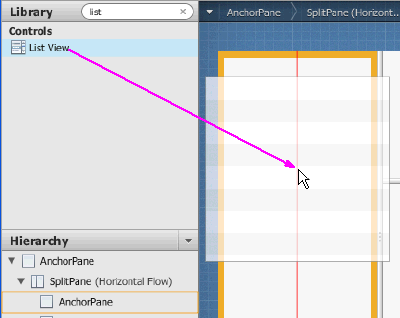 Library
list
AnchorPane
SplitPane (Horizont...
Controls
List View
Hierarchy
AnchorPane
SplitPane (Horizontal Flow)
AnchorPane